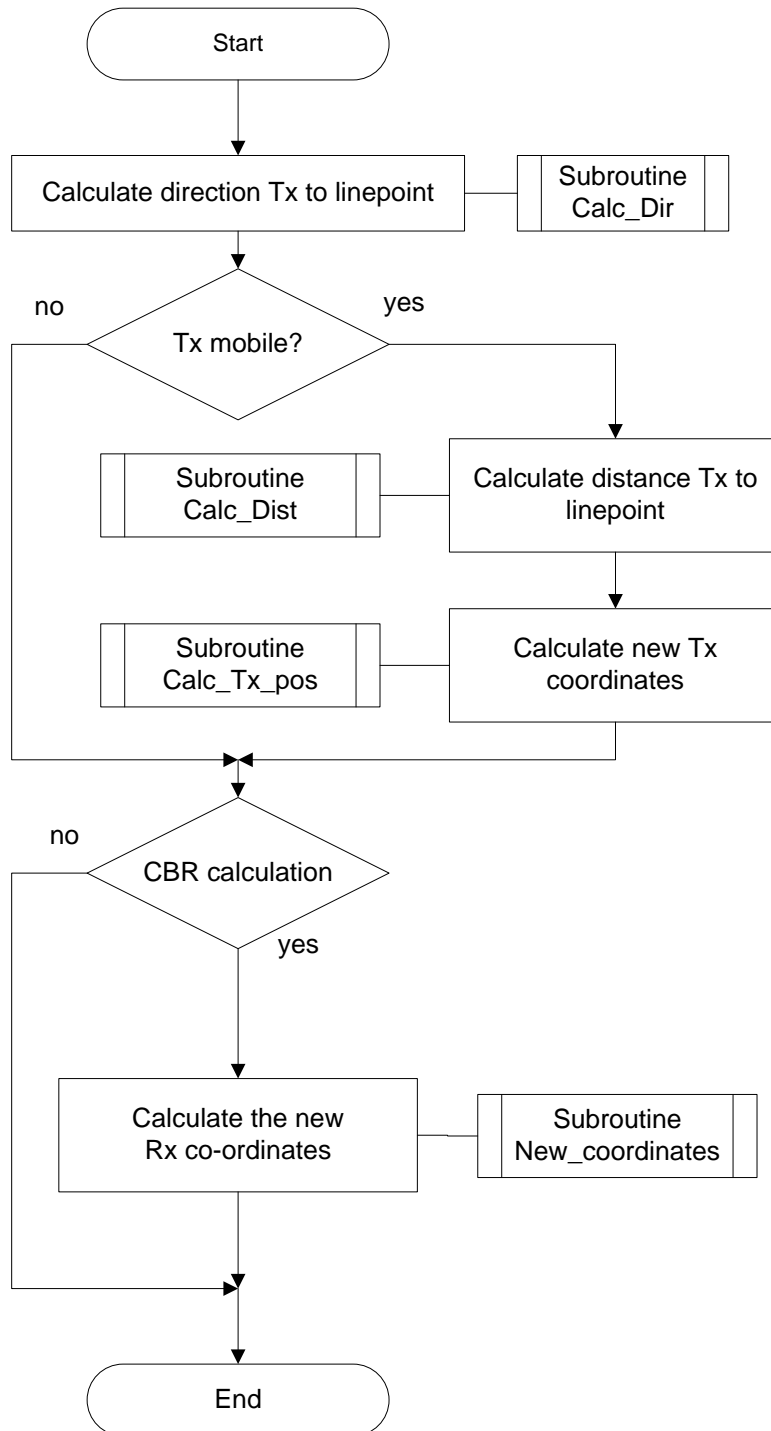 Start
Calculate direction Tx to linepoint
Subroutine
Calc_Dir
no
yes
Tx mobile?
Subroutine
Calc_Dist
Calculate distance Tx to
linepoint
Subroutine
Calc_Tx_pos
Calculate new Tx
coordinates
no
CBR calculation
yes
Calculate the new
Rx co-ordinates
Subroutine
New_coordinates
End